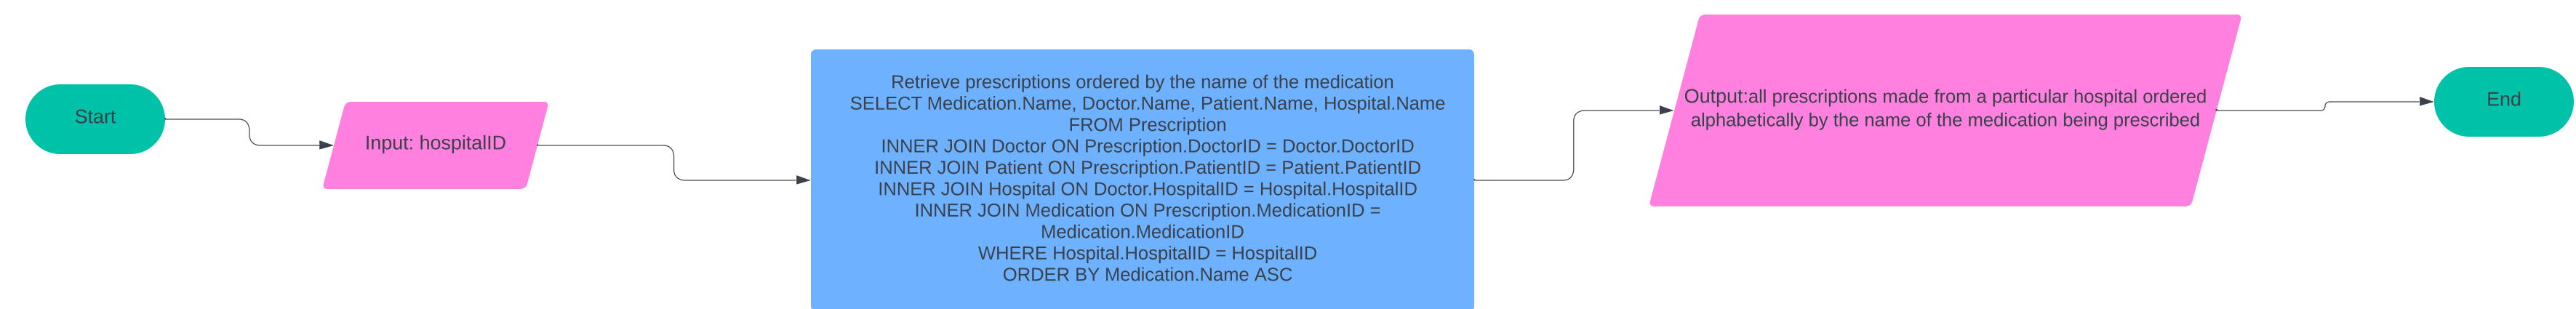 Start
Input: hospitalID
Retrieve prescriptions ordered by the name of the medication
SELECT Medication.Name, Doctor.Name, Patient.Name, Hospital.Name
FROM Prescription
INNER JOIN Doctor ON Prescription.DoctorID = Doctor.DoctorID
INNER JOIN Patient ON Prescription.PatientID = Patient.PatientID
INNER JOIN Hospital ON Doctor.HospitalID = Hospital.HospitalID
INNER JOIN Medication ON Prescription.MedicationID =
Medication.MedicationID
WHERE Hospital.HospitalID = HospitalID
ORDER BY Medication.Name ASC
Output:all prescriptions made from a particular hospital ordered
alphabetically by the name of the medication being prescribed
End